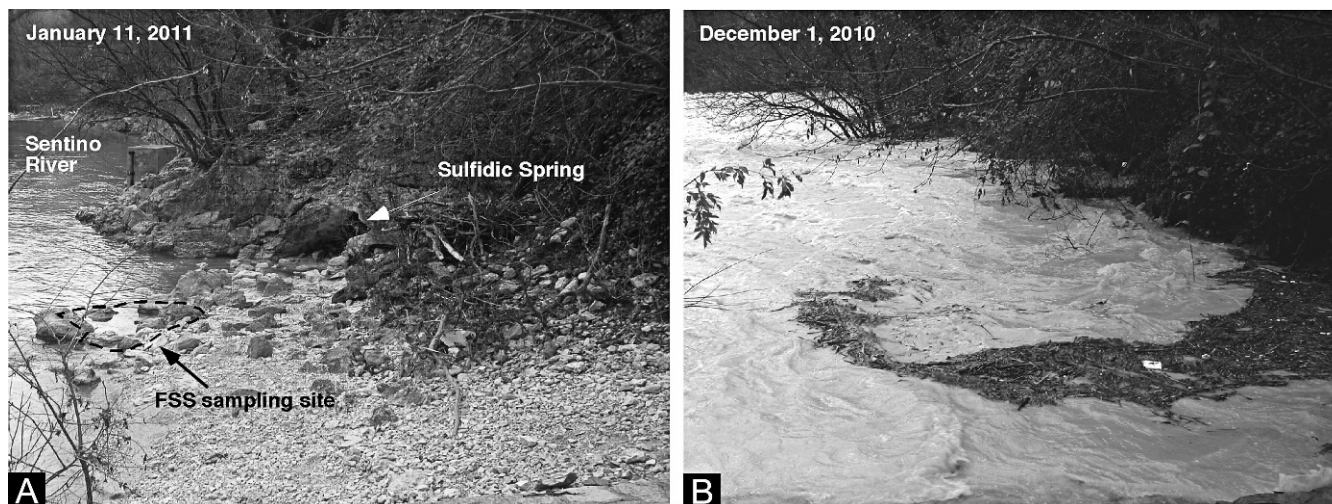 January 11, 2011
Sentino
River
Sulfidic Spring
FSS sampling site
A
December 1, 2010
B